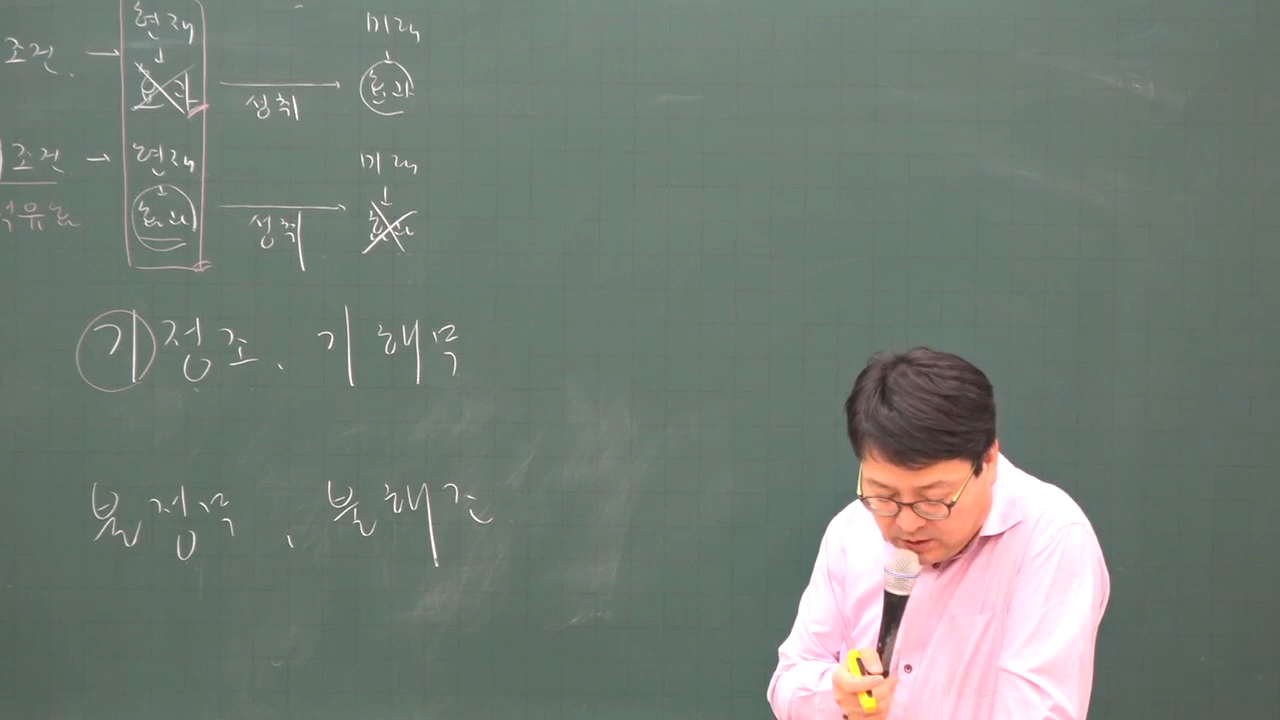 현재 미래
조건 →
효과 성취 효과
조건 → 현재 미래
효과 성취 효과
기정조, 기해무
불정무, 불해조